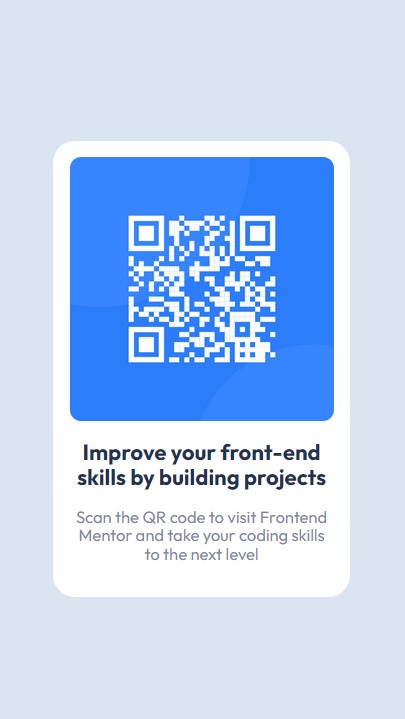 Improve your front-end
skills by building projects
Scan the QR code to visit Frontend
Mentor and take your coding skills
to the next level